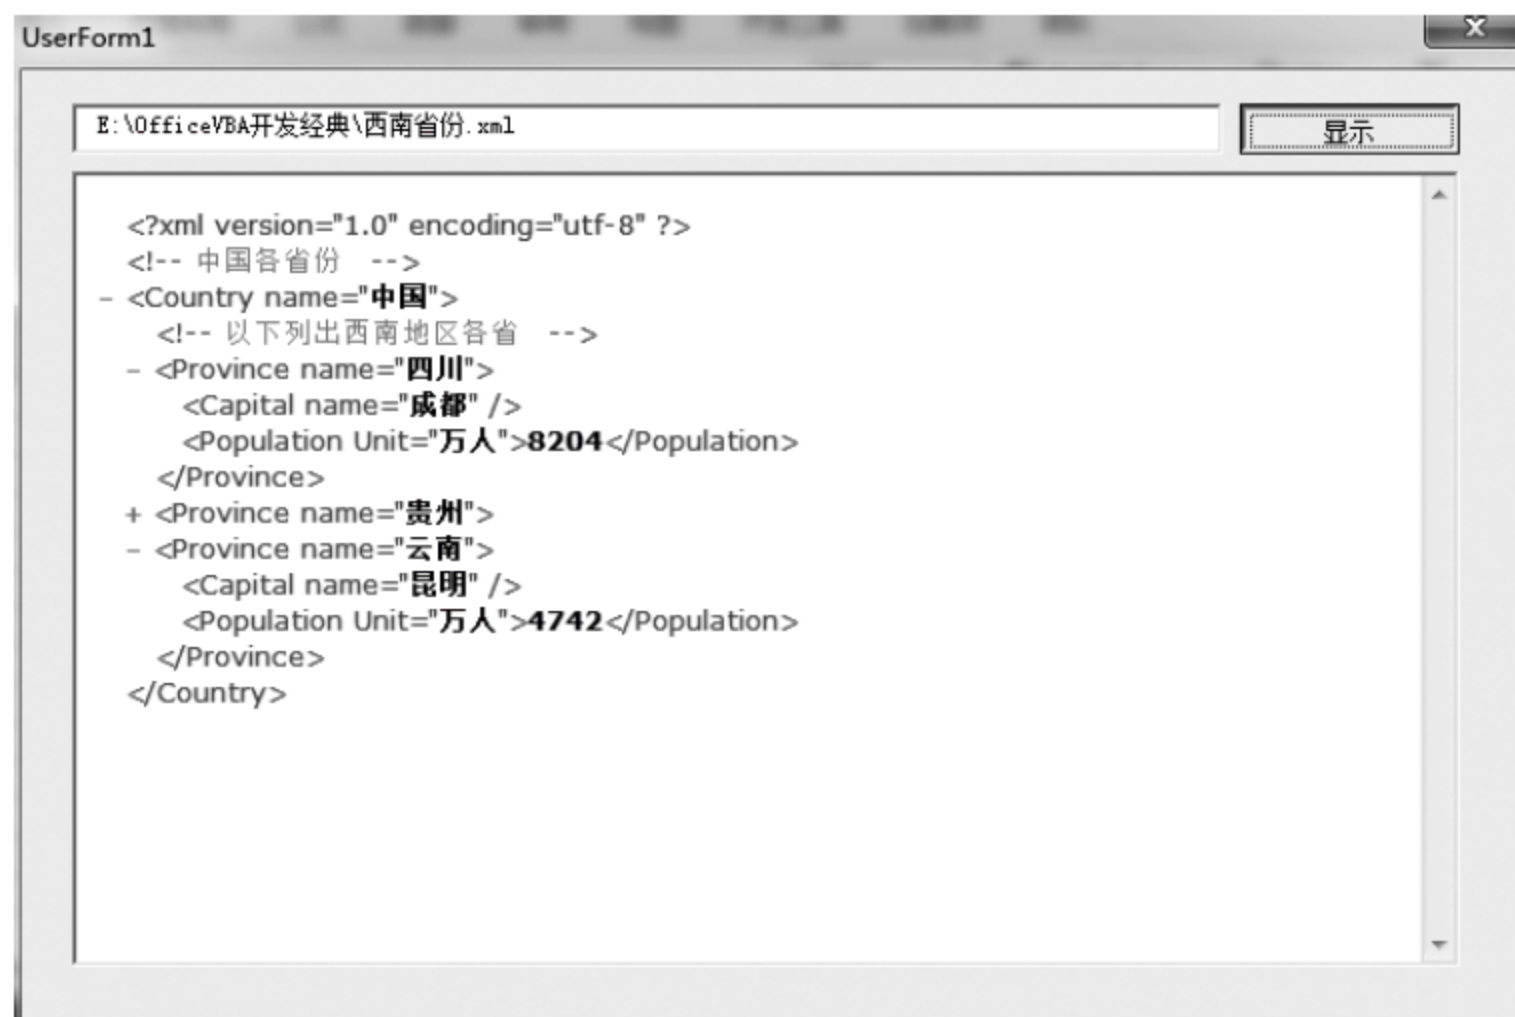 UserForm1
E:\OfficeVBA开发经典\西南省份.xml
显示
<?xml version="1.0" encoding="utf-8" ?>
<!-- 中国各省份 -->
- <Country name="中国">
<!-- 以下列出西南地区各省 -->
- <Province name="四川">
<Capital name="成都" />
<Population Unit="万人">8204</Population>
</Province>
+ <Province name="贵州">
- <Province name="云南">
<Capital name="昆明" />
<Population Unit="万人">4742</Population>
</Province>
</Country>